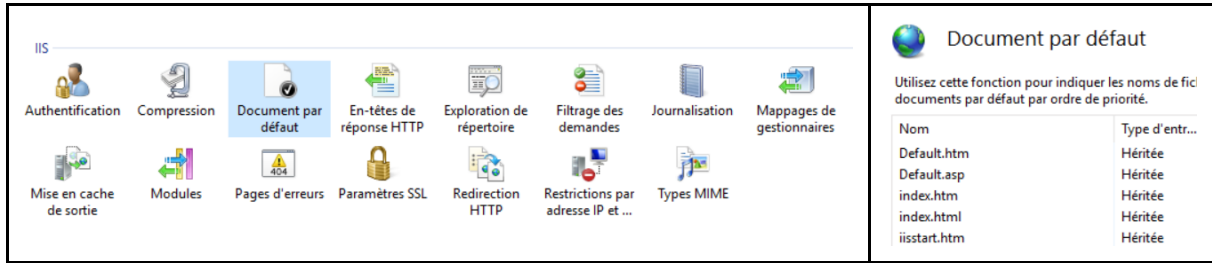 IIS
Authentification
Compression
Document par
défaut
En-têtes de
réponse HTTP
Exploration de
répertoire
Filtrage des
demandes
Journalisation
Mappages de
gestionnaires
Mise en cache
de sortie
Modules
404
Pages d'erreurs
Paramètres SSL
Redirection
HTTP
Restrictions par
adresse IP et ...
Types MIME
Document par défaut
Utilisez cette fonction pour indiquer les noms de fic
documents par défaut par ordre de priorité.
Nom Type d'entr...
Default.htm Héritée
Default.asp Héritée
index.htm Héritée
index.html Héritée
iisstart.htm Héritée